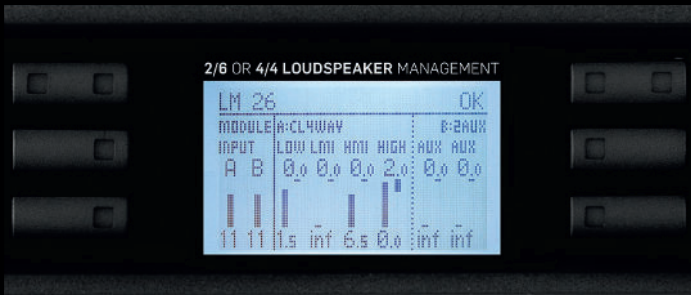 2/6 OR 4/4 LOUDSPEAKER MANAGEMENT
LM 26 OK
MODULE A:CL4WAY B:2AUX
INPUT LOW LMI HMI HIGH AUX AUX
A B 0.0 0.0 0.0 2.0 0.0 0.0
11 11 1.5 inf 6.5 0.0 inf inf